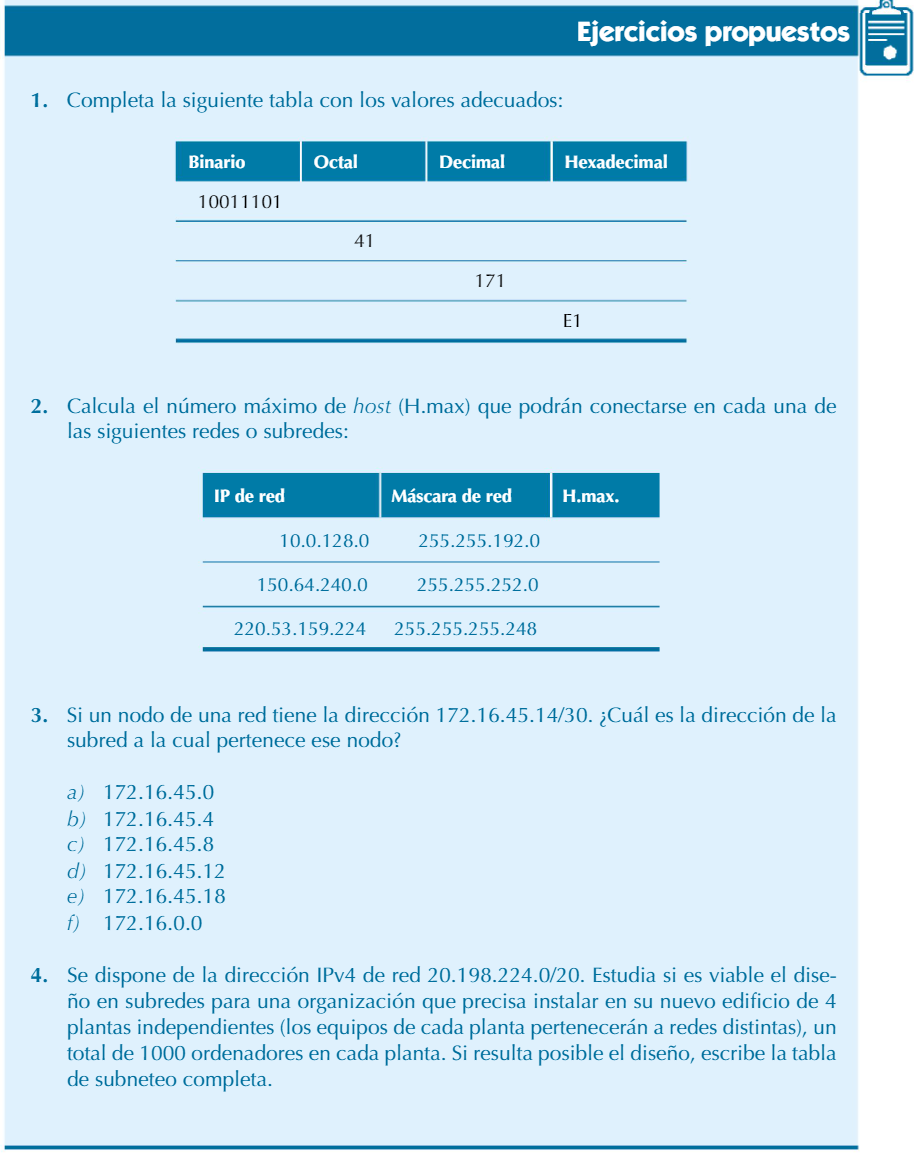 Ejercicios propuestos
1. Completa la siguiente tabla con los valores adecuados:
Binario Octal Decimal Hexadecimal
10011101
41
171
E1
2. Calcula el número máximo de host (H.max) que podrán conectarse en cada una de
las siguientes redes o subredes:
IP de red Máscara de red H.max.
10.0.128.0 255.255.192.0
150.64.240.0 255.255.252.0
220.53.159.224 255.255.255.248
3. Si un nodo de una red tiene la dirección 172.16.45.14/30. ¿Cuál es la dirección de la
subred a la cual pertenece ese nodo?
a) 172.16.45.0
b) 172.16.45.4
c) 172.16.45.8
d) 172.16.45.12
e) 172.16.45.18
f) 172.16.0.0
4. Se dispone de la dirección IPv4 de red 20.198.224.0/20. Estudia si es viable el dise-
ño en subredes para una organización que precisa instalar en su nuevo edificio de 4
plantas independientes (los equipos de cada planta pertenecerán a redes distintas), un
total de 1000 ordenadores en cada planta. Si resulta posible el diseño, escribe la tabla
de subneteo completa.